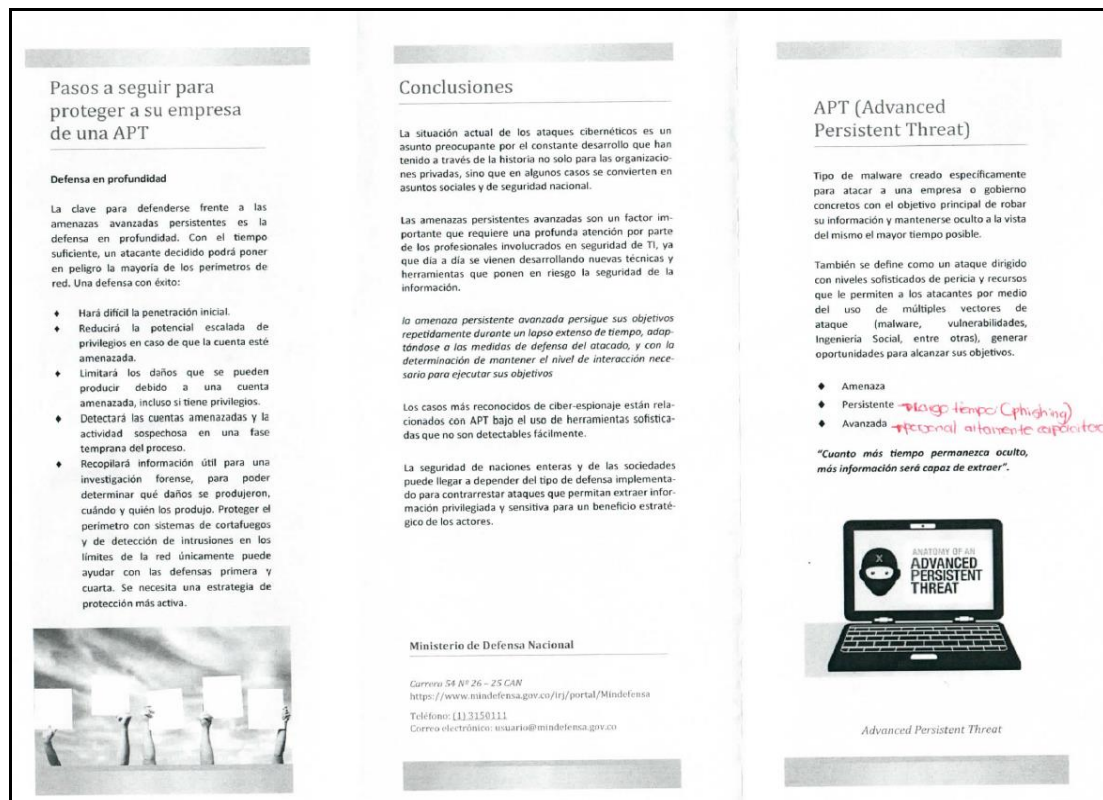 Pasos a seguir para
proteger a su empresa
de una APT
Defensa en profundidad
La clave para defenderse frente a las
amenazas avanzadas persistentes es la
defensa en profundidad. Con el tiempo
suficiente, un atacante decidido podrá poner
en peligro la mayoría de los perímetros de
red. Una defensa con éxito:
♦ Hará difícil la penetración inicial.
♦ Reducirá la potencial escalada de
privilegios en caso de que la cuenta esté
amenazada.
♦ Limitará los daños que se pueden
producir debido a una cuenta
amenazada, incluso si tiene privilegios.
♦ Detectará las cuentas amenazadas y la
actividad sospechosa en una fase
temprana del proceso.
♦ Recopilará información útil para una
investigación forense, para poder
determinar qué daños se produjeron,
cuándo y quién los produjo. Proteger el
perímetro con sistemas de cortafuegos
y de detección de intrusiones en los
límites de la red únicamente puede
ayudar con las defensas primera y
cuarta. Se necesita una estrategia de
protección más activa.
Conclusiones
La situación actual de los ataques cibernéticos es un
asunto preocupante por el constante desarrollo que han
tenido a través de la historia no solo para las organizacio-
nes privadas, sino que en algunos casos se convierten en
asuntos sociales y de seguridad nacional.
Las amenazas persistentes avanzadas son un factor im-
portante que requiere una profunda atención por parte
de los profesionales involucrados en seguridad de TI, ya
que día a día se vienen desarrollando nuevas técnicas y
herramientas que ponen en riesgo la seguridad de la
información.
la amenaza persistente avanzada persigue sus objetivos
repetidamente durante un lapso extenso de tiempo, adap-
tándose a las medidas de defensa del atacado, y con la
determinación de mantener el nivel de interacción nece-
sario para ejecutar sus objetivos
Los casos más reconocidos de ciber-espionaje están rela-
cionados con APT bajo el uso de herramientas sofistica-
das que no son detectables fácilmente.
La seguridad de naciones enteras y de las sociedades
puede llegar a depender del tipo de defensa implementa-
do para contrarrestar ataques que permitan extraer infor-
mación privilegiada y sensitiva para un beneficio estraté-
gico de los actores.
Ministerio de Defensa Nacional
Carrera 54 Nº 26 – 25 CAN
https://www.mindefensa.gov.co/irj/portal/Mindefensa
Teléfono: (1) 3150111
Correo electrónico: usuario@mindefensa.gov.co
APT (Advanced
Persistent Threat)
Tipo de malware creado específicamente
para atacar a una empresa o gobierno
concretos con el objetivo principal de robar
su información y mantenerse oculto a la vista
del mismo el mayor tiempo posible.
También se define como un ataque dirigido
con niveles sofisticados de pericia y recursos
que le permiten a los atacantes por medio
del uso de múltiples vectores de
ataque (malware, vulnerabilidades,
Ingeniería Social, entre otras), generar
oportunidades para alcanzar sus objetivos.
♦ Amenaza
♦ Persistente → largo tiempo (phishing)
♦ Avanzada → personal altamente capacitad
"Cuanto más tiempo permanezca oculto,
más información será capaz de extraer".
ANATOMY OF AN
ADVANCED
PERSISTENT
THREAT
Advanced Persistent Threat